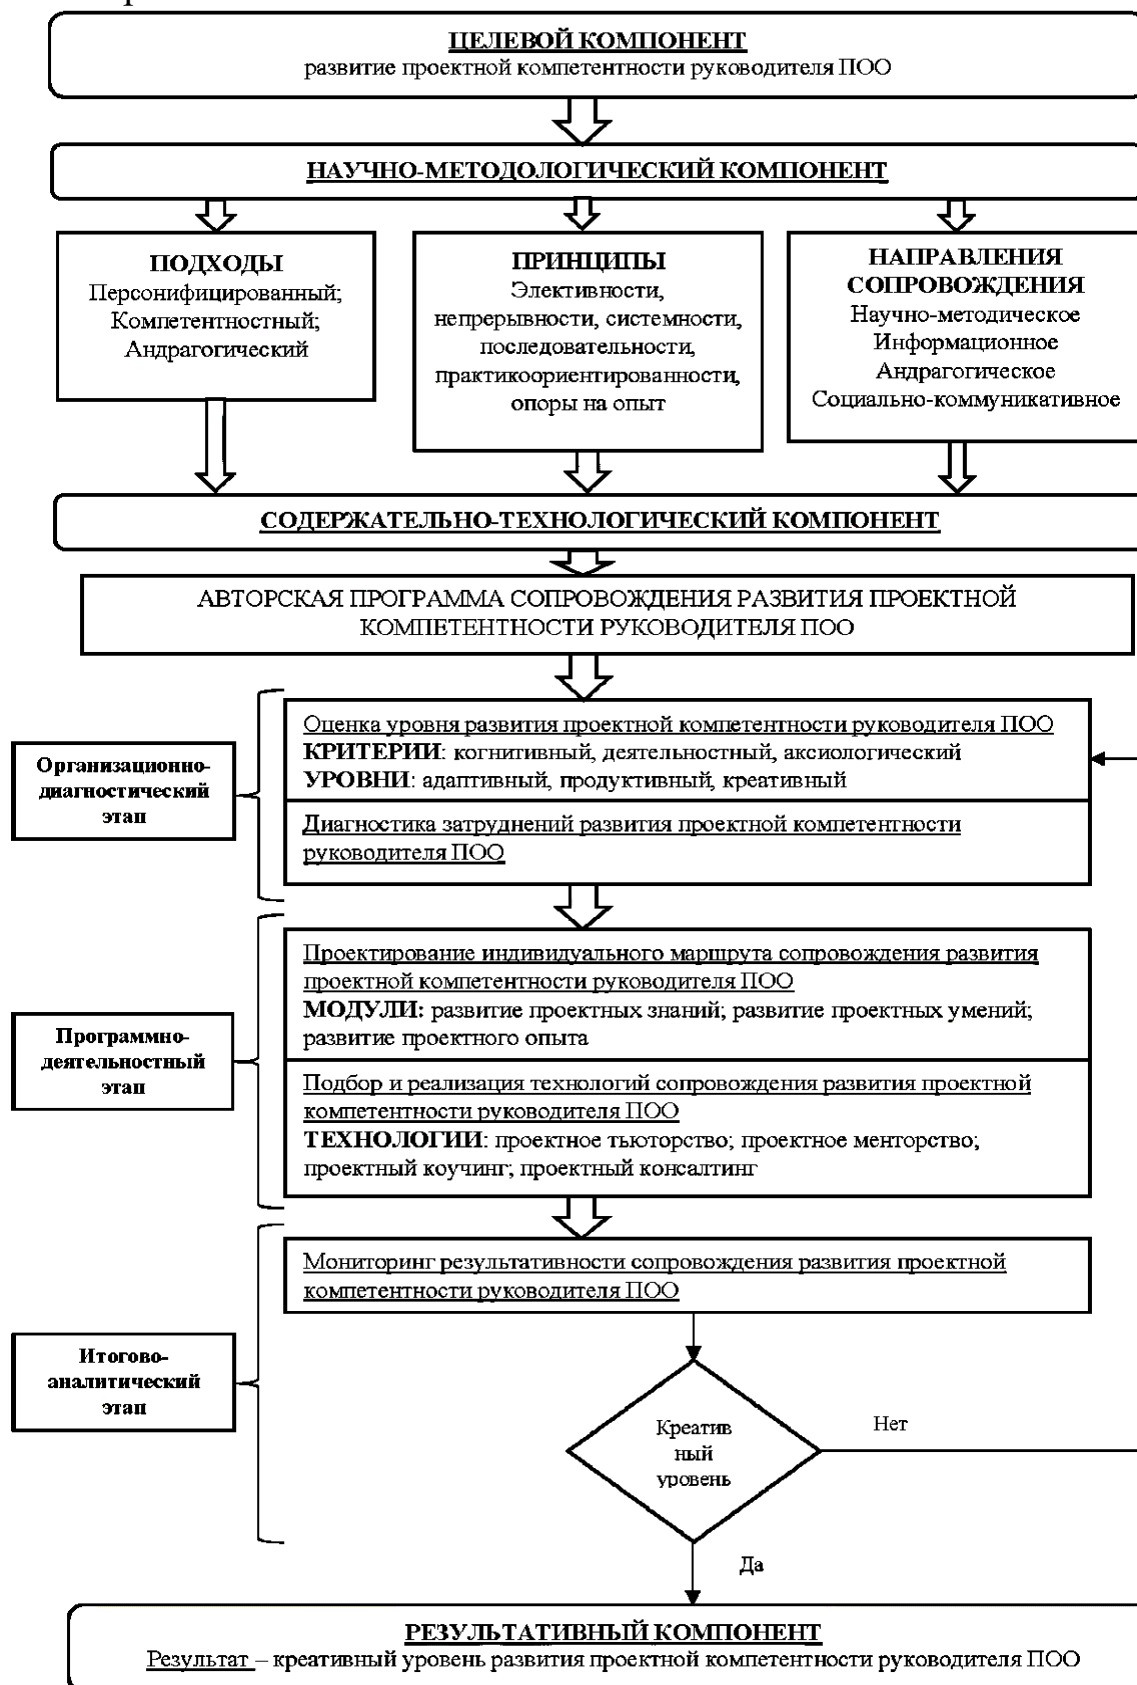 ЦЕЛЕВОЙ КОМПОНЕНТ
развитие проектной компетентности руководителя ПОО
НАУЧНО-МЕТОДОЛОГИЧЕСКИЙ КОМПОНЕНТ
ПОДХОДЫ
Персонифицированный;
Компетентностный;
Андрагогический
ПРИНЦИПЫ
Элективности,
непрерывности, системности,
последовательности,
практикоориентированности,
опоры на опыт
НАПРАВЛЕНИЯ
СОПРОВОЖДЕНИЯ
Научно-методическое
Информационное
Андрагогическое
Социально-коммуникативное
СОДЕРЖАТЕЛЬНО-ТЕХНОЛОГИЧЕСКИЙ КОМПОНЕНТ
АВТОРСКАЯ ПРОГРАММА СОПРОВОЖДЕНИЯ РАЗВИТИЯ ПРОЕКТНОЙ
КОМПЕТЕНТНОСТИ РУКОВОДИТЕЛЯ ПОО
Организационно-
диагностический
этап
Оценка уровня развития проектной компетентности руководителя ПОО
КРИТЕРИИ: когнитивный, деятельностный, аксиологический
УРОВНИ: адаптивный, продуктивный, креативный
Диагностика затруднений развития проектной компетентности
руководителя ПОО
Программно-
деятельностный
этап
Проектирование индивидуального маршрута сопровождения развития
проектной компетентности руководителя ПОО
МОДУЛИ: развитие проектных знаний; развитие проектных умений;
развитие проектного опыта
Подбор и реализация технологий сопровождения развития проектной
компетентности руководителя ПОО
ТЕХНОЛОГИИ: проектное тьюторство; проектное менторство;
проектный коучинг; проектный консалтинг
Итогово-
аналитический
этап
Мониторинг результативности сопровождения развития проектной
компетентности руководителя ПОО
Креатив
ный
уровень
Нет
Да
РЕЗУЛЬТАТИВНЫЙ КОМПОНЕНТ
Результат – креативный уровень развития проектной компетентности руководителя ПОО